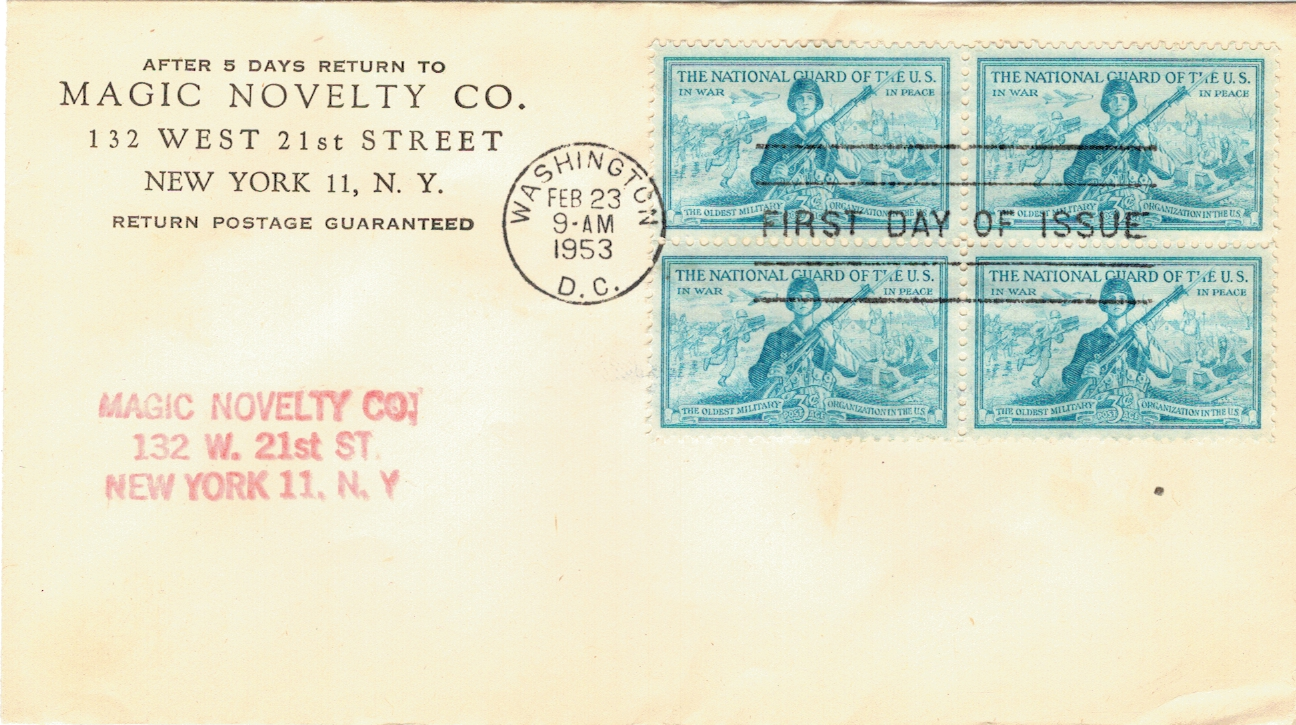 AFTER 5 DAYS RETURN TO
MAGIC NOVELTY CO.
132 WEST 21st STREET
NEW YORK 11, N. Y.
RETURN POSTAGE GUARANTEED
WASHINGTON
FEB 23
9-AM
1953
D.C.
FIRST DAY OF ISSUE
THE NATIONAL GUARD OF THE U.S.
IN WAR IN PEACE
THE OLDEST MILITARY 3¢ ORGANIZATION IN THE U.S.
THE NATIONAL GUARD OF THE U.S.
IN WAR IN PEACE
THE OLDEST MILITARY 3¢ ORGANIZATION IN THE U.S.
THE NATIONAL GUARD OF THE U.S.
IN WAR IN PEACE
THE OLDEST MILITARY 3¢ ORGANIZATION IN THE U.S.
THE NATIONAL GUARD OF THE U.S.
IN WAR IN PEACE
THE OLDEST MILITARY 3¢ ORGANIZATION IN THE U.S.
MAGIC NOVELTY CO,
132 W. 21st ST.
NEW YORK 11, N. Y